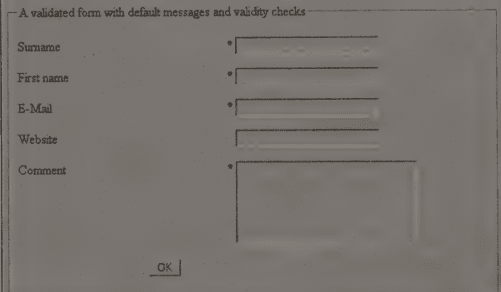 A validated form with default messages and validity checks
Surname *
First name *
E-Mail *
Website
Comment *
OK